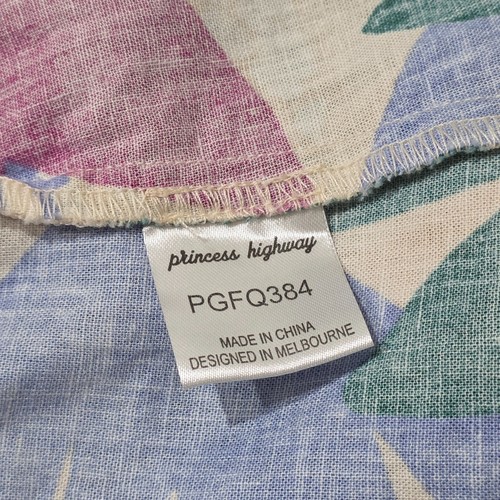 princess highway
PGFQ384
MADE IN CHINA
DESIGNED IN MELBOURNE